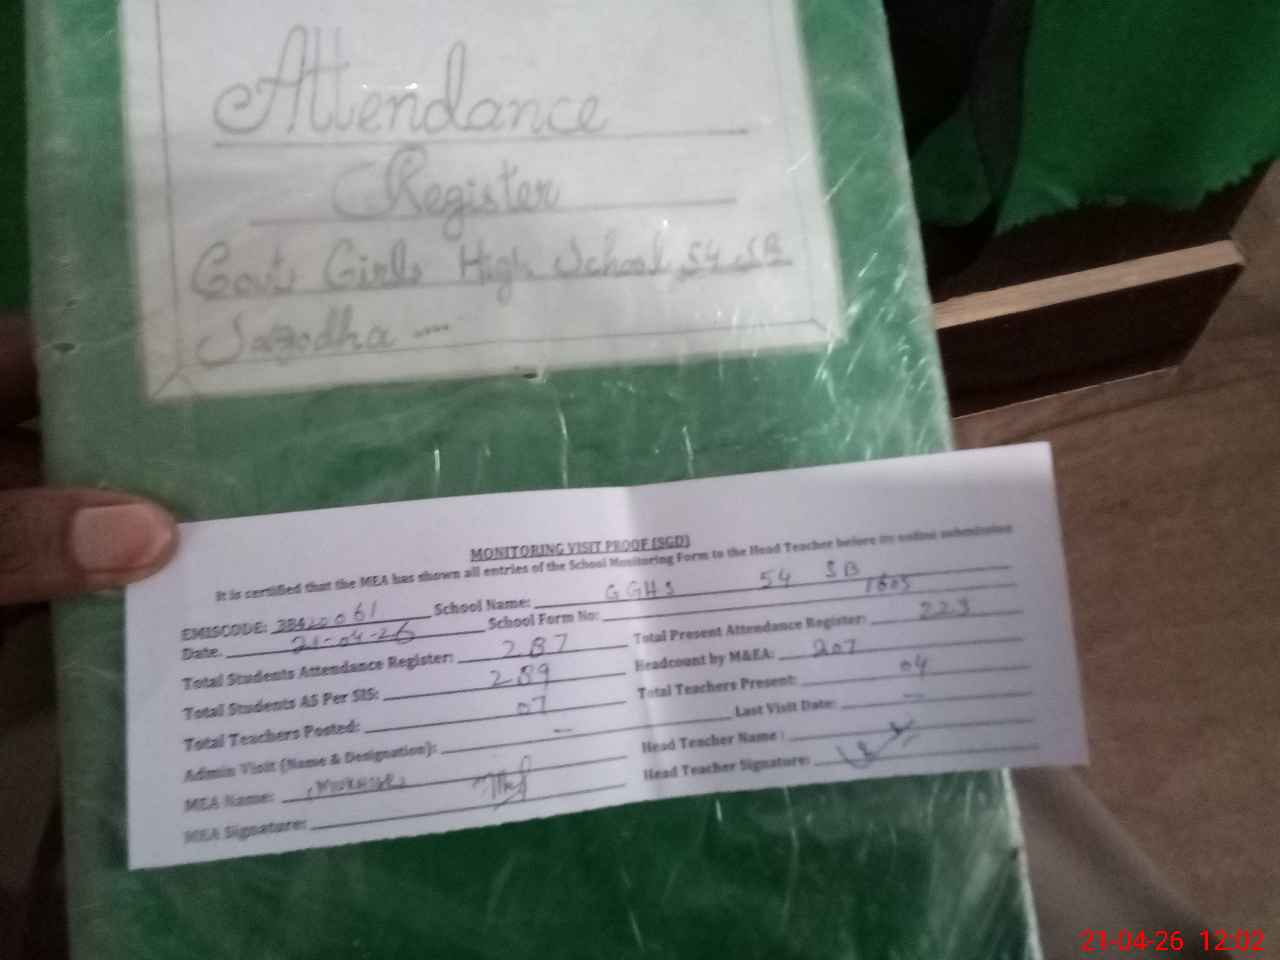 Attendance
Register
Govt Girls High School 54 SB
Sargodha
MONITORING VISIT PROOF (SGD)
It is certified that the MEA has shown all entries of the School Monitoring Form to the Head Teacher before its online submission
EMISCODE: 38420061 School Name: GGHS 54 SB
Date. 21-04-26 School Form No: 1605
Total Students Attendance Register: 287 Total Present Attendance Register: 223
Total Students AS Per SIS: 289 Headcount by M&EA: 207
Total Teachers Posted: 07 Total Teachers Present: 04
Admin Visit (Name & Designation): — Last Visit Date: —
MEA Name: Head Teacher Name:
MEA Signature: Head Teacher Signature:
21-04-26 12:02